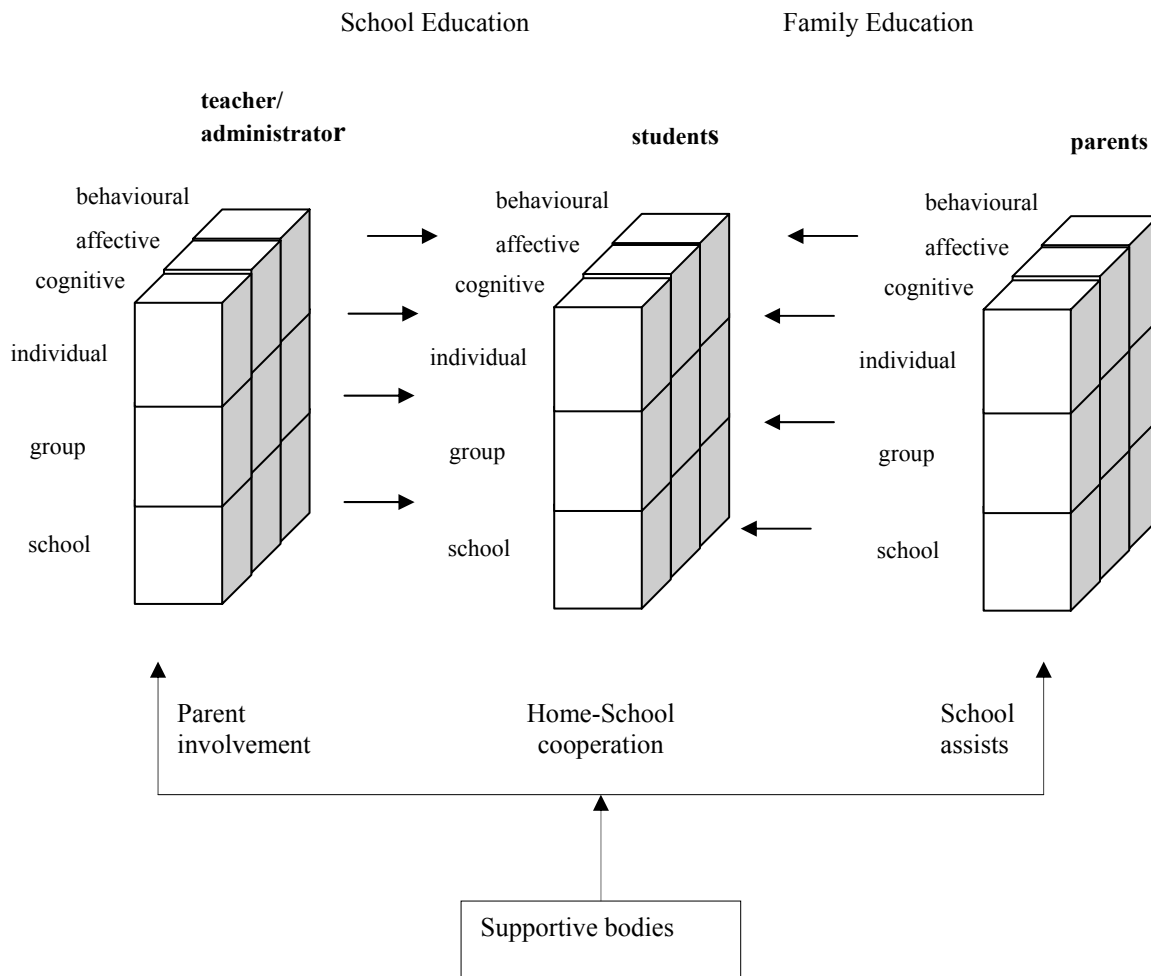 School Education
Family Education
teacher/
administrator
students
parents
behavioural
affective
cognitive
individual
group
school
behavioural
affective
cognitive
individual
group
school
behavioural
affective
cognitive
individual
group
school
Parent
involvement
Home-School
cooperation
School
assists
Supportive bodies